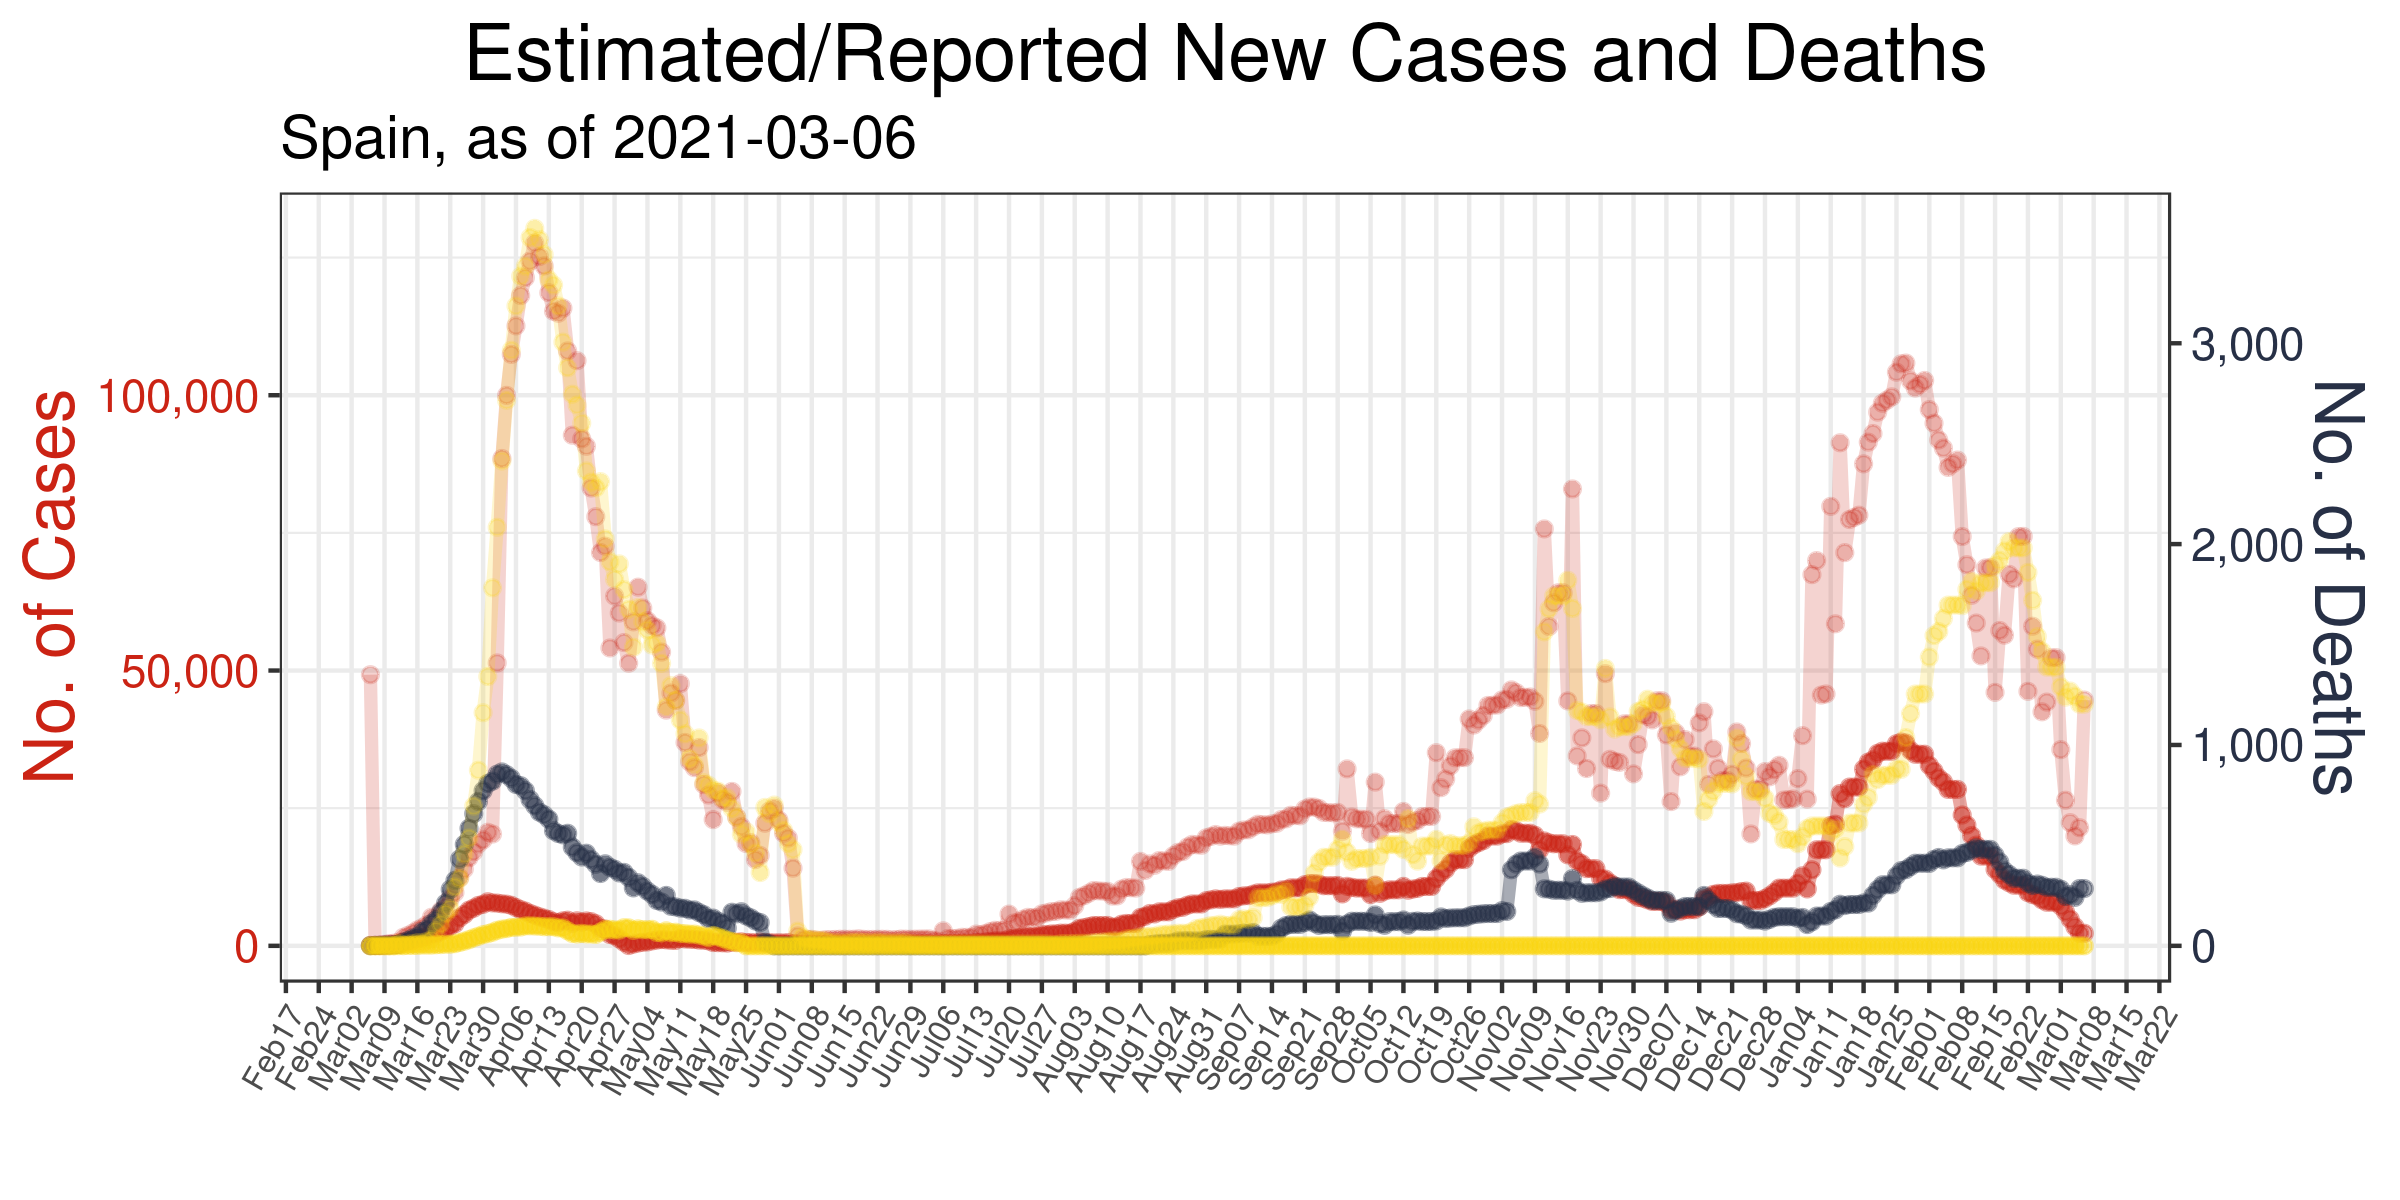 Estimated/Reported New Cases and Deaths
Spain, as of 2021-03-06
No. of Cases
100,000
50,000
0
3,000
2,000
1,000
0
No. of Deaths
Feb17
Feb24
Mar02
Mar09
Mar16
Mar23
Mar30
Apr06
Apr13
Apr20
Apr27
May04
May11
May18
May25
Jun01
Jun08
Jun15
Jun22
Jun29
Jul06
Jul13
Jul20
Jul27
Aug03
Aug10
Aug17
Aug24
Aug31
Sep07
Sep14
Sep21
Sep28
Oct05
Oct12
Oct19
Oct26
Nov02
Nov09
Nov16
Nov23
Nov30
Dec07
Dec14
Dec21
Dec28
Jan04
Jan11
Jan18
Jan25
Feb01
Feb08
Feb15
Feb22
Mar01
Mar08
Mar15
Mar22